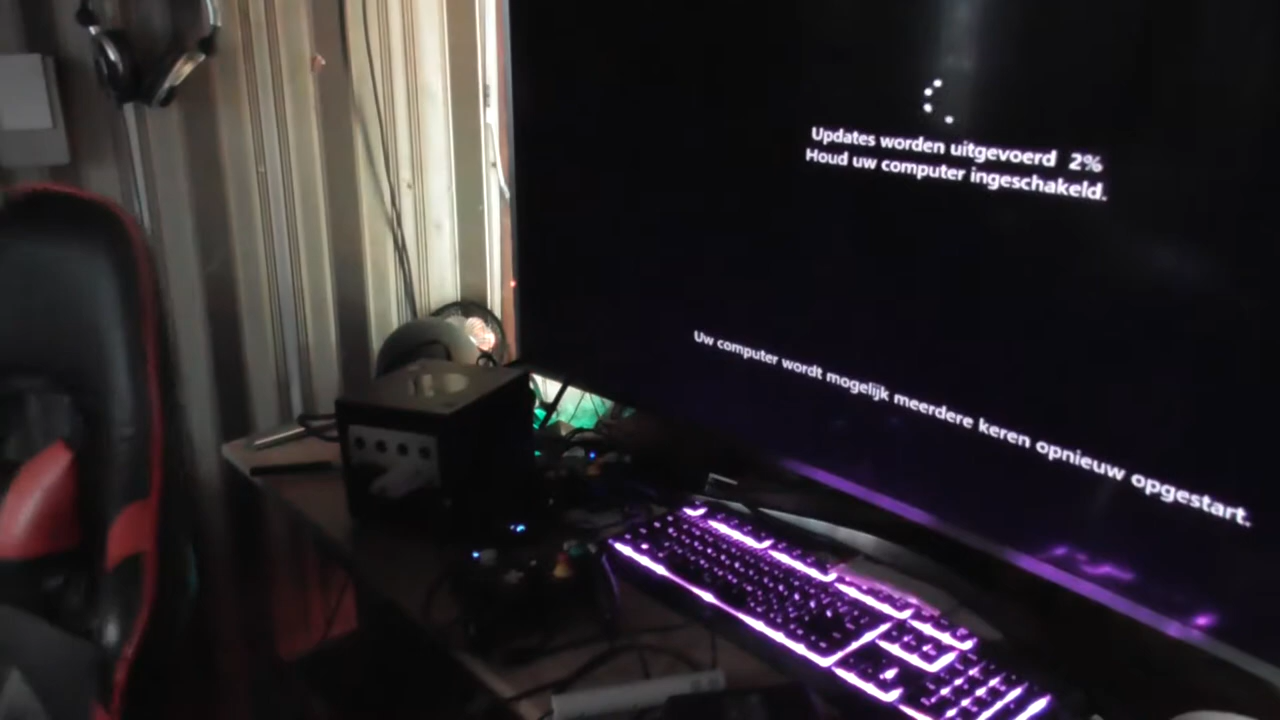 Updates worden uitgevoerd 2%
Houd uw computer ingeschakeld.
Uw computer wordt mogelijk meerdere keren opnieuw opgestart.